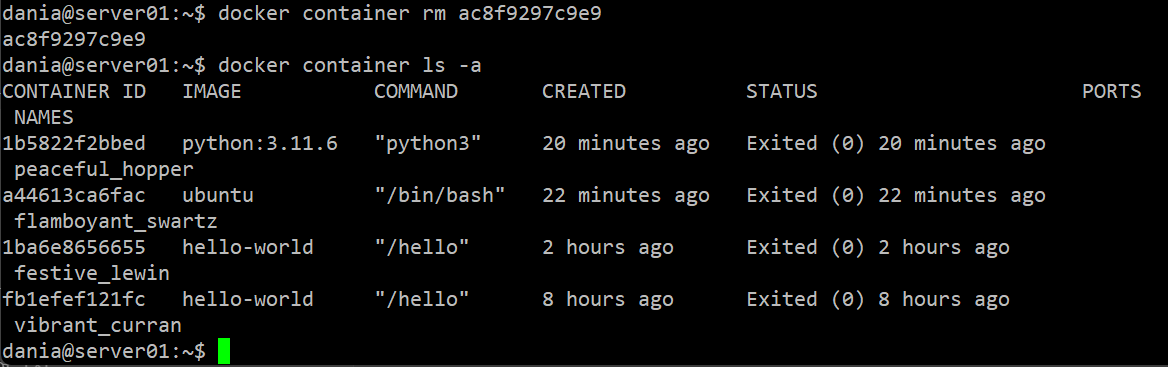 dania@server01:~$ docker container rm ac8f9297c9e9
ac8f9297c9e9
dania@server01:~$ docker container ls -a
CONTAINER ID   IMAGE           COMMAND       CREATED          STATUS                      PORTS
 NAMES
1b5822f2bbed   python:3.11.6   "python3"     20 minutes ago   Exited (0) 20 minutes ago
 peaceful_hopper
a44613ca6fac   ubuntu          "/bin/bash"   22 minutes ago   Exited (0) 22 minutes ago
 flamboyant_swartz
1ba6e8656655   hello-world     "/hello"      2 hours ago      Exited (0) 2 hours ago
 festive_lewin
fb1efef121fc   hello-world     "/hello"      8 hours ago      Exited (0) 8 hours ago
 vibrant_curran
dania@server01:~$